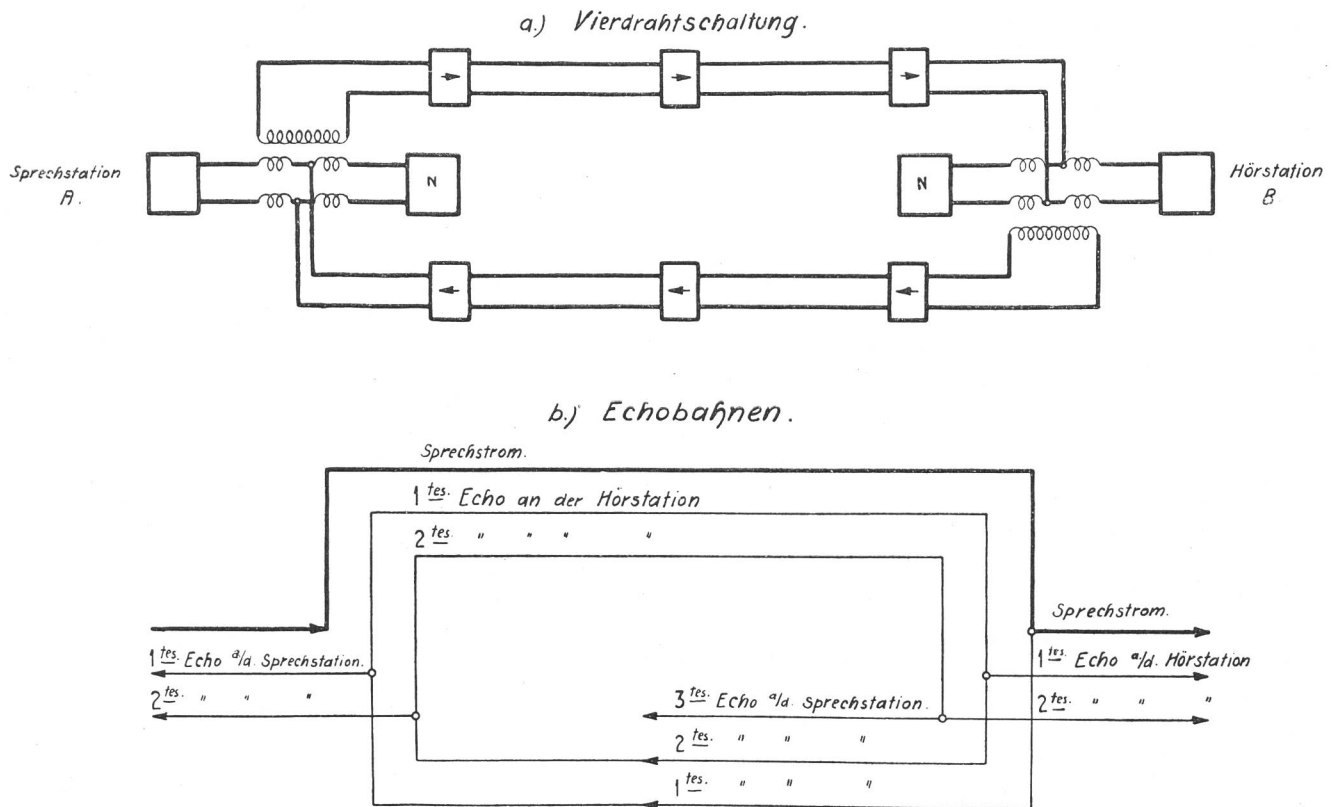 a.) Vierdrahtschaltung.
Sprechstation
A.
N
N
Hörstation
B
b.) Echobahnen.
Sprechstrom.
1tes. Echo an der Hörstation
2tes. " " " "
Sprechstrom.
1tes. Echo a/d. Sprechstation.
1tes. Echo a/d. Hörstation
2tes. " " "
3tes. Echo a/d. Sprechstation.
2tes. " " "
2tes. " " "
1tes. " " "